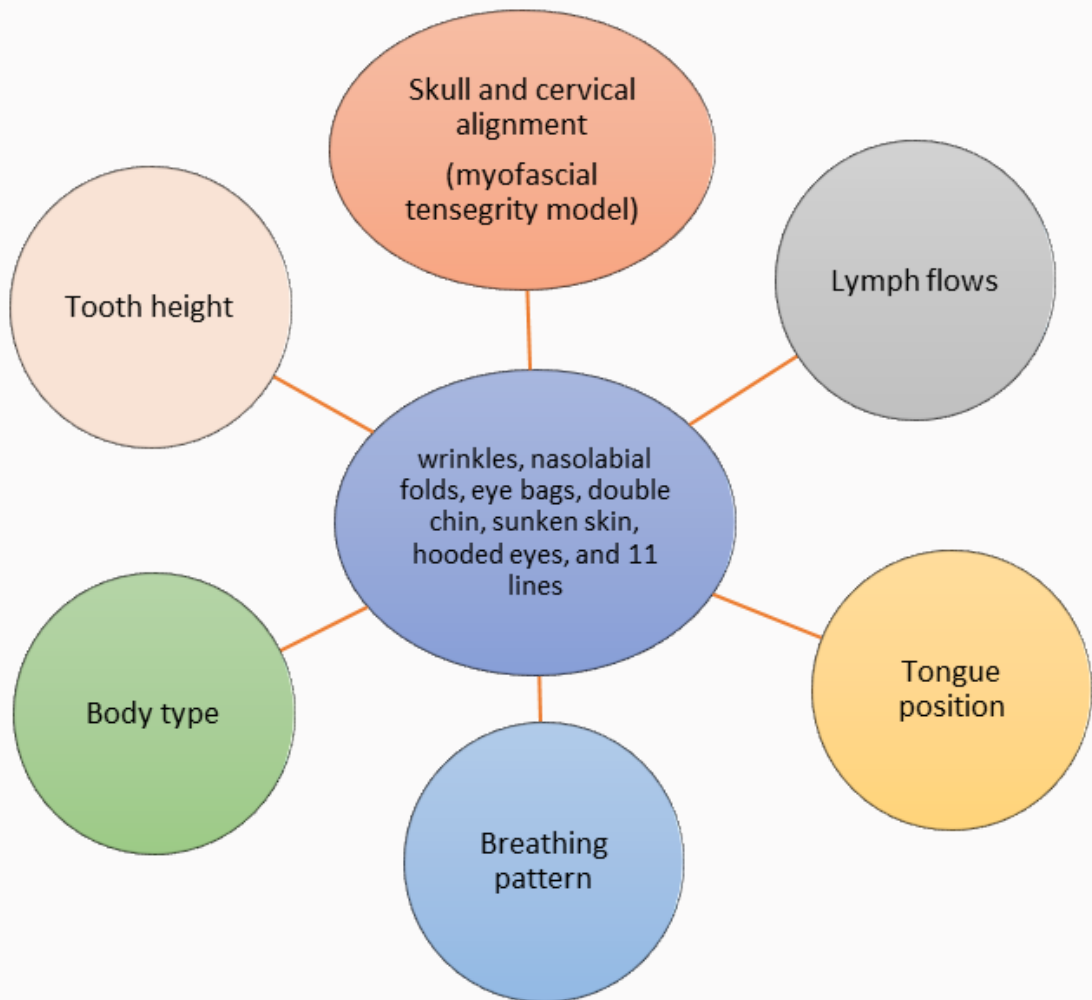 Skull and cervical
alignment
(myofascial
tensegrity model)
Lymph flows
Tooth height
wrinkles, nasolabial
folds, eye bags, double
chin, sunken skin,
hooded eyes, and 11
lines
Tongue
position
Body type
Breathing
pattern